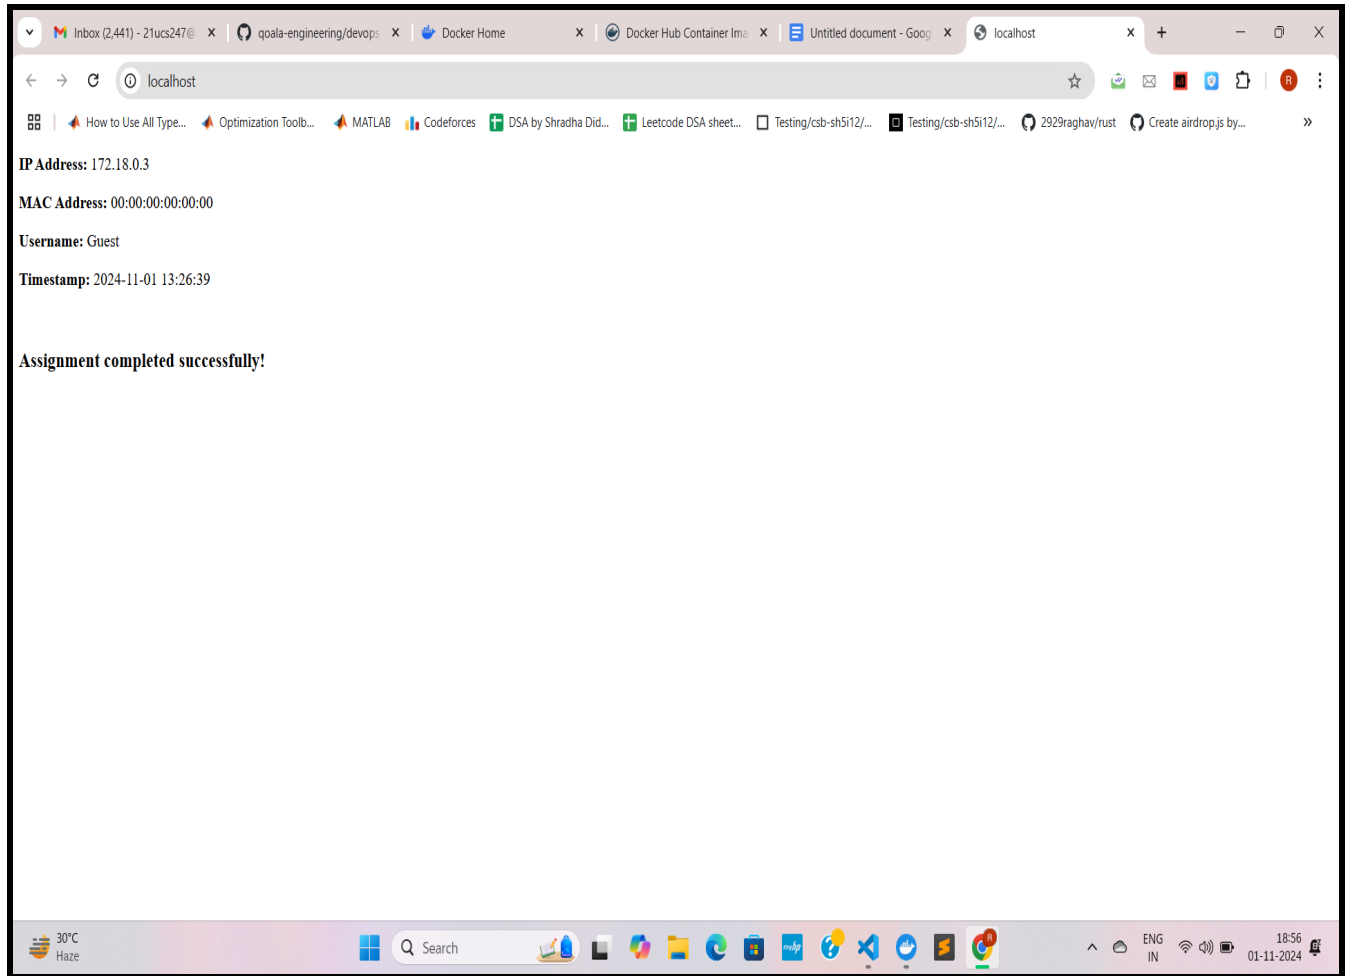 Inbox (2,441) - 21ucs247@
qoala-engineering/devops
Docker Home
Docker Hub Container Ima
Untitled document - Goog
localhost
localhost
How to Use All Type...
Optimization Toolb...
MATLAB
Codeforces
DSA by Shradha Did...
Leetcode DSA sheet...
Testing/csb-sh5i12/...
Testing/csb-sh5i12/...
2929raghav/rust
Create airdrop.js by...
IP Address: 172.18.0.3
MAC Address: 00:00:00:00:00:00
Username: Guest
Timestamp: 2024-11-01 13:26:39
Assignment completed successfully!
30°C
Haze
Search
myhp
ENG
IN
18:56
01-11-2024